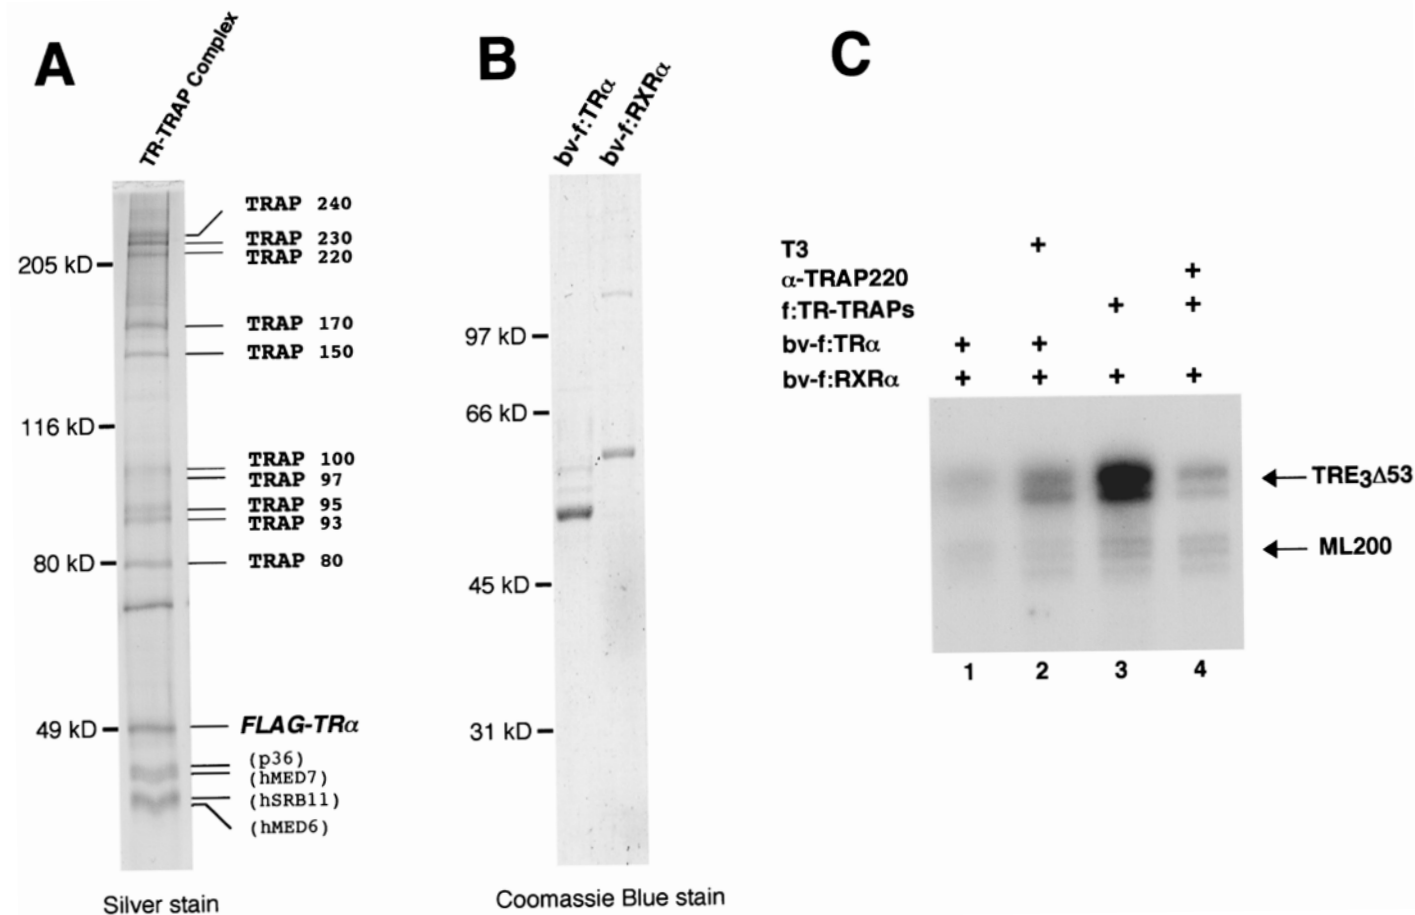 A
TR-TRAP Complex
TRAP 240
TRAP 230
TRAP 220
205 kD
TRAP 170
TRAP 150
116 kD
TRAP 100
TRAP 97
TRAP 95
TRAP 93
80 kD
TRAP 80
49 kD
FLAG-TRα
(p36)
(hMED7)
(hSRB11)
(hMED6)
Silver stain
B
bv-f:TRα
bv-f:RXRα
97 kD
66 kD
45 kD
31 kD
Coomassie Blue stain
C
T3 +
α-TRAP220 +
f:TR-TRAPs + +
bv-f:TRα + +
bv-f:RXRα + + + +
TRE3Δ53
ML200
1 2 3 4